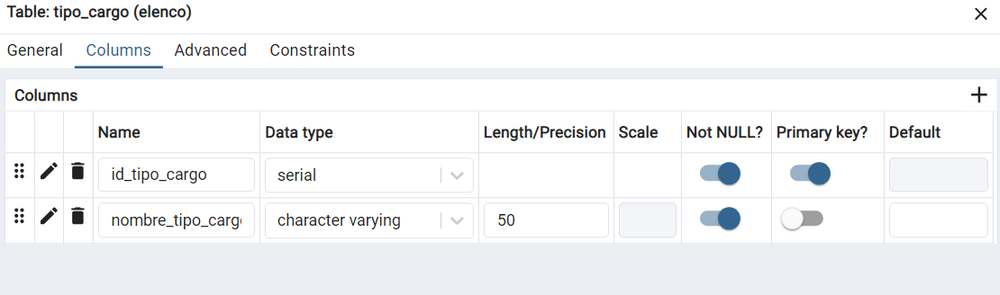 Table: tipo_cargo (elenco)
General Columns Advanced Constraints
Columns
Name Data type Length/Precision Scale Not NULL? Primary key? Default
id_tipo_cargo serial
nombre_tipo_carg character varying 50